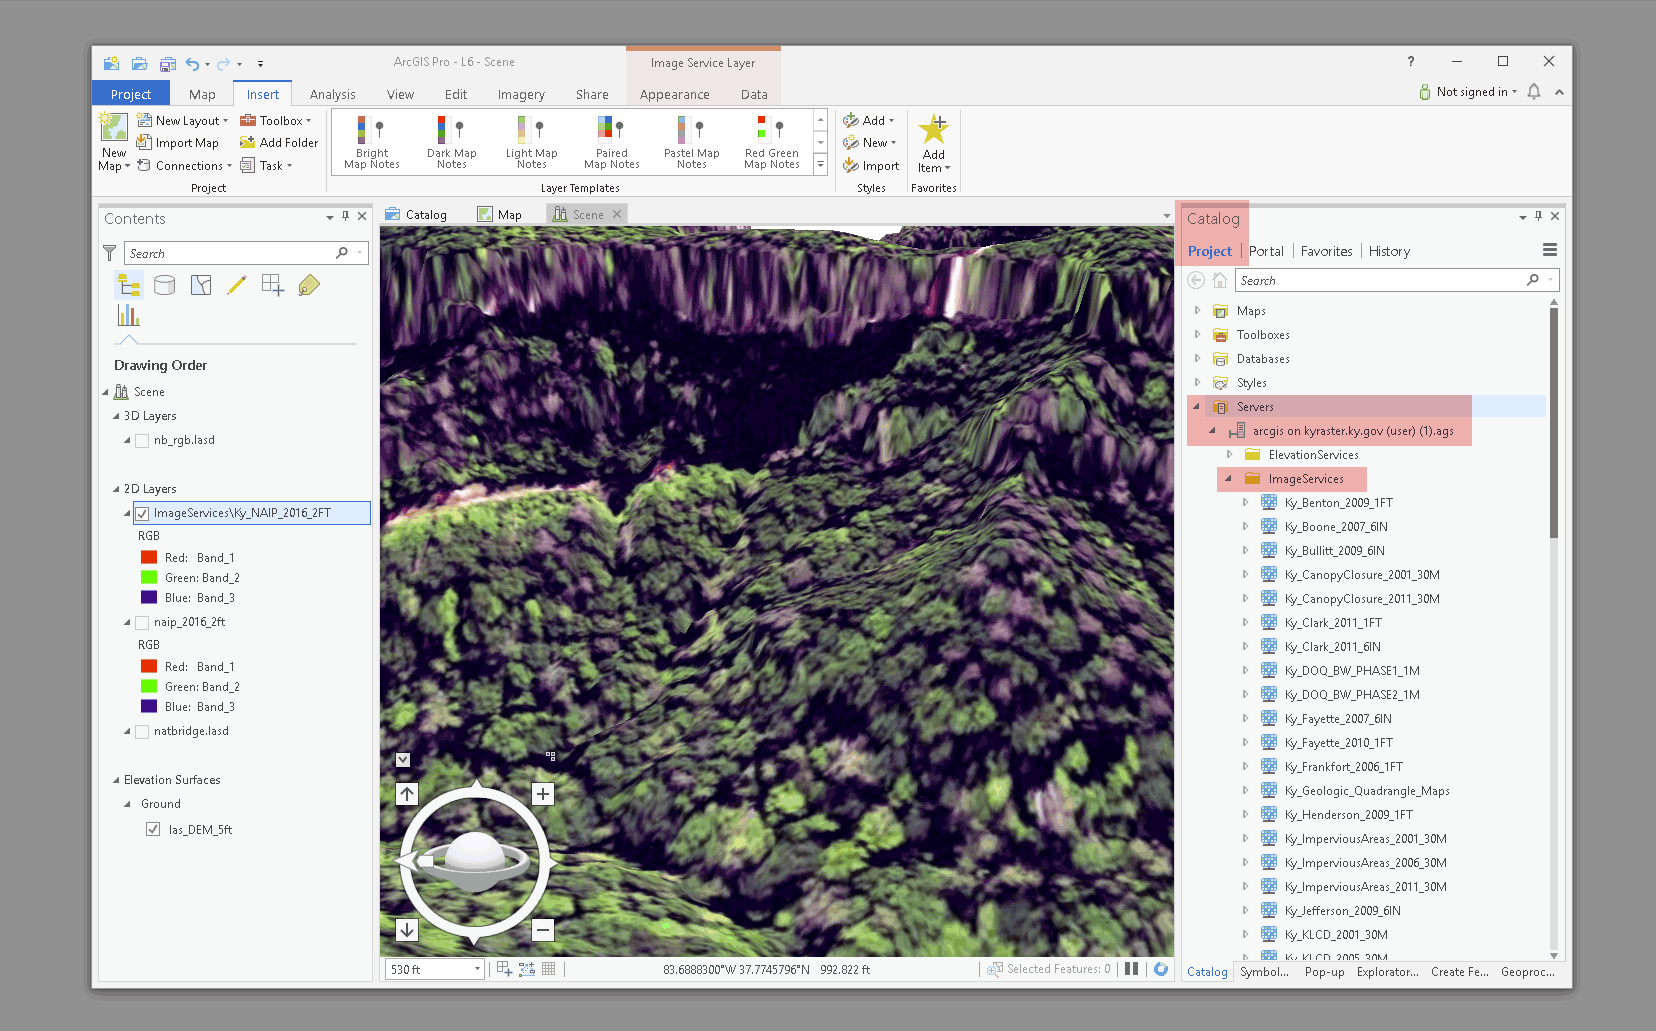 ArcGIS Pro - L6 - Scene
Image Service Layer
?
Project Map Insert Analysis View Edit Imagery Share Appearance Data
Not signed in
New Map
New Layout
Import Map
Connections
Toolbox
Add Folder
Task
Project
Bright Map Notes
Dark Map Notes
Light Map Notes
Paired Map Notes
Pastel Map Notes
Red Green Map Notes
Layer Templates
Add
New
Import
Styles
Add Item
Favorites
Contents
Search
Drawing Order
Scene
3D Layers
nb_rgb.lasd
2D Layers
ImageServices\Ky_NAIP_2016_2FT
RGB
Red: Band_1
Green: Band_2
Blue: Band_3
naip_2016_2ft
RGB
Red: Band_1
Green: Band_2
Blue: Band_3
natbridge.lasd
Elevation Surfaces
Ground
las_DEM_5ft
Catalog Map Scene
530 ft
83.6888300°W 37.7745796°N 992.822 ft
Selected Features: 0
Catalog
Project Portal Favorites History
Search
Maps
Toolboxes
Databases
Styles
Servers
arcgis on kyraster.ky.gov (user) (1).ags
ElevationServices
ImageServices
Ky_Benton_2009_1FT
Ky_Boone_2007_6IN
Ky_Bullitt_2009_6IN
Ky_CanopyClosure_2001_30M
Ky_CanopyClosure_2011_30M
Ky_Clark_2011_1FT
Ky_Clark_2011_6IN
Ky_DOQ_BW_PHASE1_1M
Ky_DOQ_BW_PHASE2_1M
Ky_Fayette_2007_6IN
Ky_Fayette_2010_1FT
Ky_Frankfort_2006_1FT
Ky_Geologic_Quadrangle_Maps
Ky_Henderson_2009_1FT
Ky_ImperviousAreas_2001_30M
Ky_ImperviousAreas_2006_30M
Ky_ImperviousAreas_2011_30M
Ky_Jefferson_2009_6IN
Ky_KLCD_2001_30M
Ky_KLCD_2005_30M
Catalog Symbol... Pop-up Explorator... Create Fe... Geoproc...